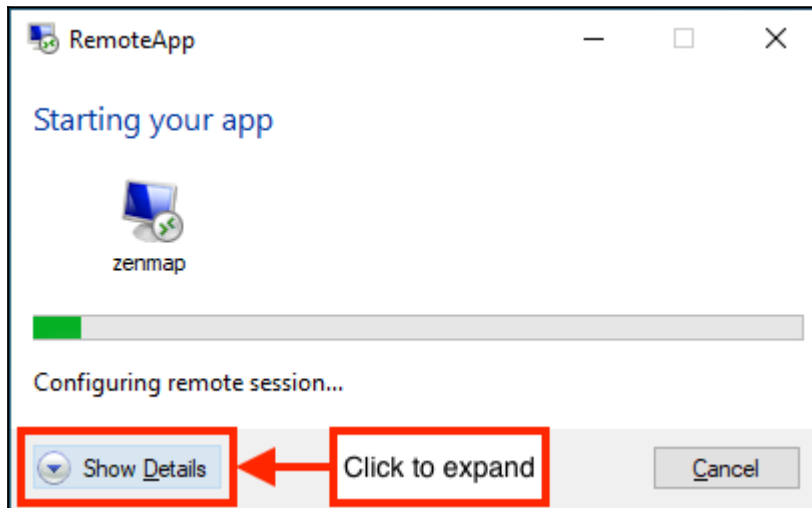 RemoteApp
Starting your app
zenmap
Configuring remote session...
Show Details
Click to expand
Cancel